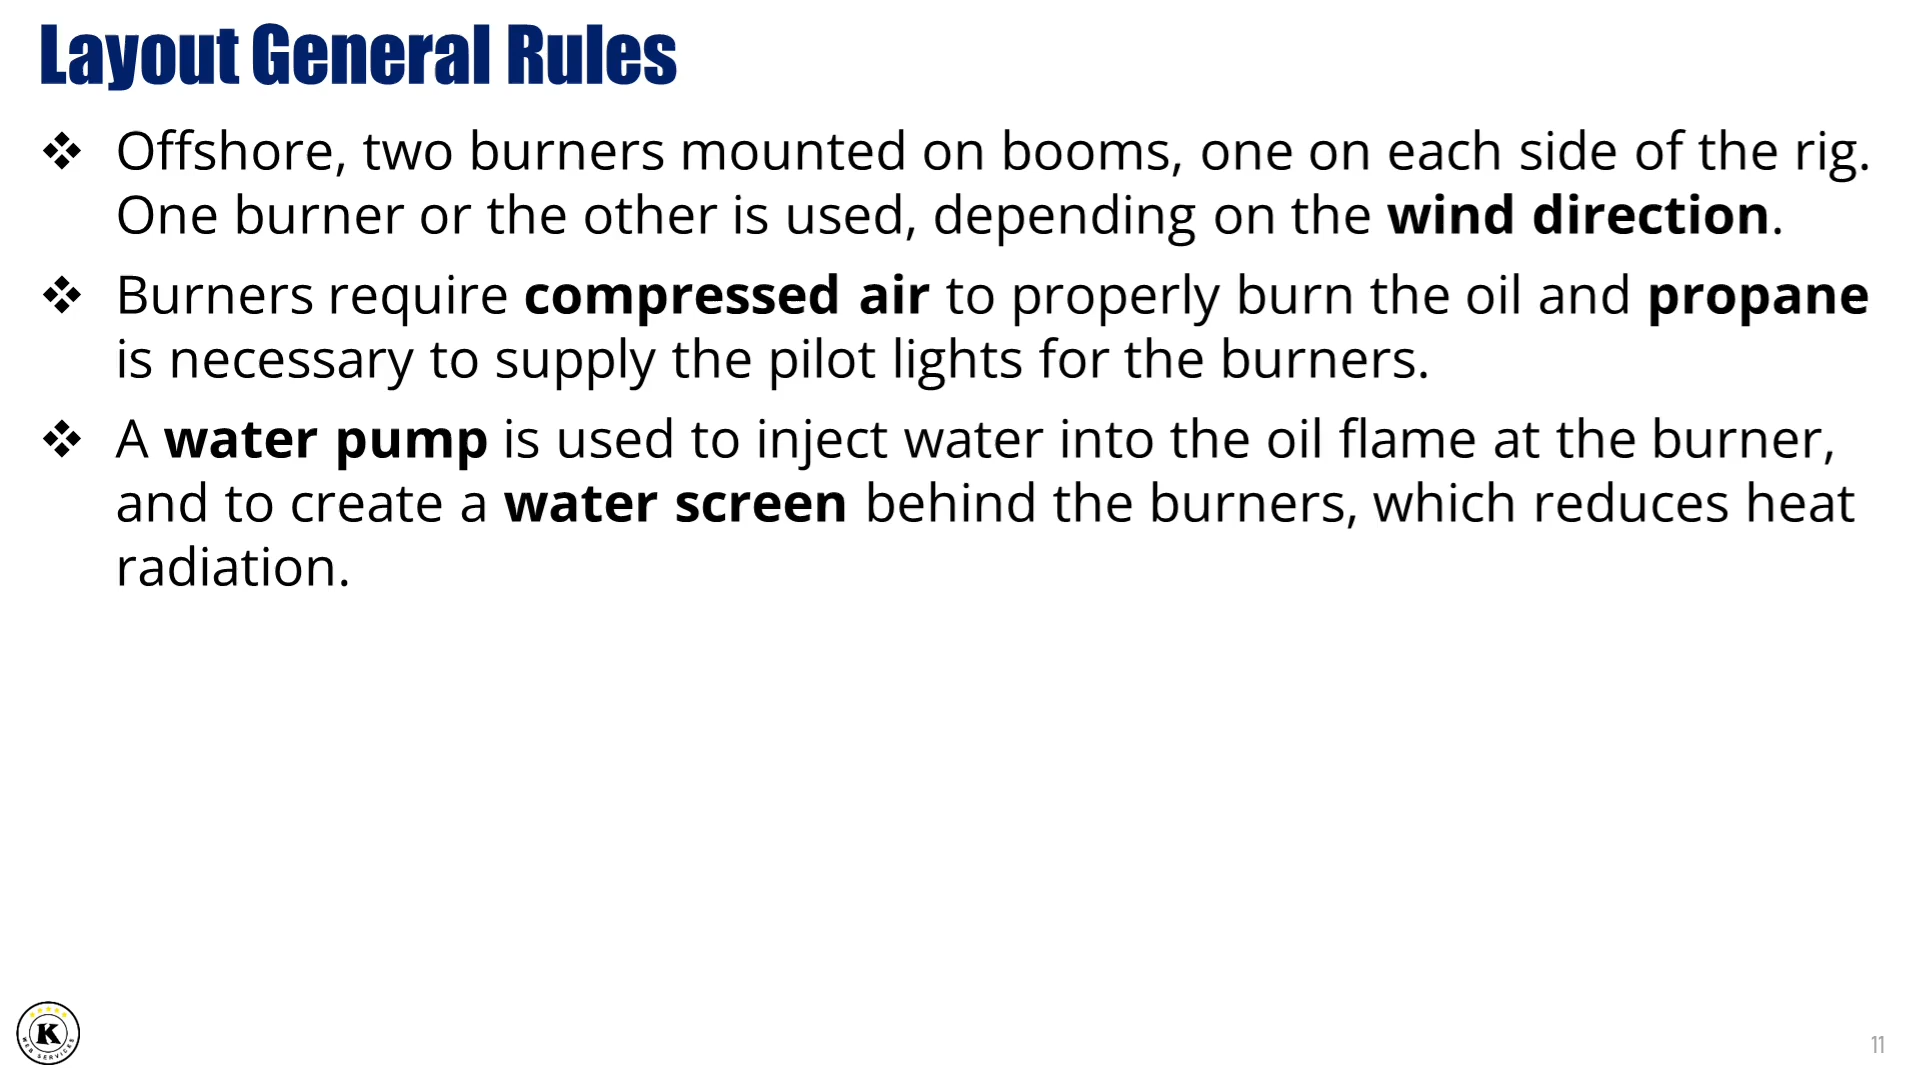 Layout General Rules
❖ Offshore, two burners mounted on booms, one on each side of the rig.
One burner or the other is used, depending on the wind direction.
❖ Burners require compressed air to properly burn the oil and propane
is necessary to supply the pilot lights for the burners.
❖ A water pump is used to inject water into the oil flame at the burner,
and to create a water screen behind the burners, which reduces heat
radiation.
K
WEB SERVICES
11